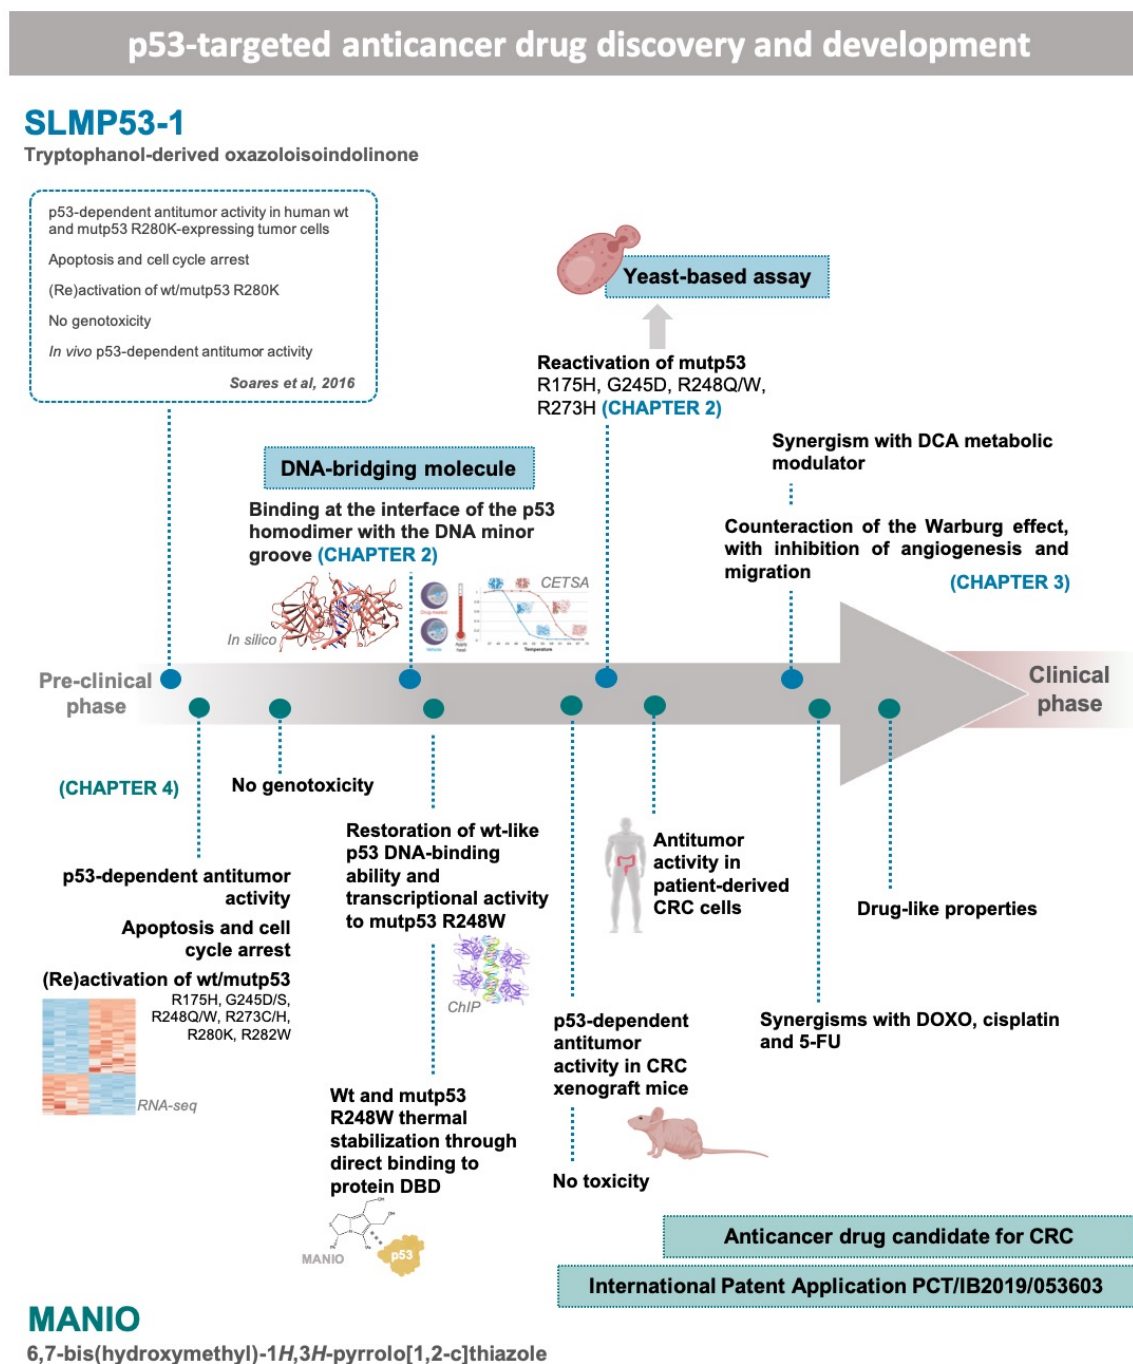 p53-targeted anticancer drug discovery and development
SLMP53-1
Tryptophanol-derived oxazoloisoindolinone
p53-dependent antitumor activity in human wt
and mutp53 R280K-expressing tumor cells
Apoptosis and cell cycle arrest
(Re)activation of wt/mutp53 R280K
No genotoxicity
In vivo p53-dependent antitumor activity
Soares et al, 2016
Yeast-based assay
Reactivation of mutp53
R175H, G245D, R248Q/W,
R273H (CHAPTER 2)
DNA-bridging molecule
Binding at the interface of the p53
homodimer with the DNA minor
groove (CHAPTER 2)
In silico
CETSA
Drug-treated
Vehicle
Apply
heat
Temperature
Synergism with DCA metabolic
modulator
Counteraction of the Warburg effect,
with inhibition of angiogenesis and
migration
(CHAPTER 3)
Pre-clinical
phase
Clinical
phase
(CHAPTER 4)
No genotoxicity
p53-dependent antitumor
activity
Apoptosis and cell
cycle arrest
(Re)activation of wt/mutp53
R175H, G245D/S,
R248Q/W, R273C/H,
R280K, R282W
RNA-seq
Restoration of wt-like
p53 DNA-binding
ability and
transcriptional activity
to mutp53 R248W
ChIP
Wt and mutp53
R248W thermal
stabilization through
direct binding to
protein DBD
OH
OH
S
N
Ph
Me
MANIO
p53
p53-dependent
antitumor
activity in CRC
xenograft mice
No toxicity
Antitumor
activity in
patient-derived
CRC cells
Synergisms with DOXO, cisplatin
and 5-FU
Drug-like properties
Anticancer drug candidate for CRC
International Patent Application PCT/IB2019/053603
MANIO
6,7-bis(hydroxymethyl)-1H,3H-pyrrolo[1,2-c]thiazole